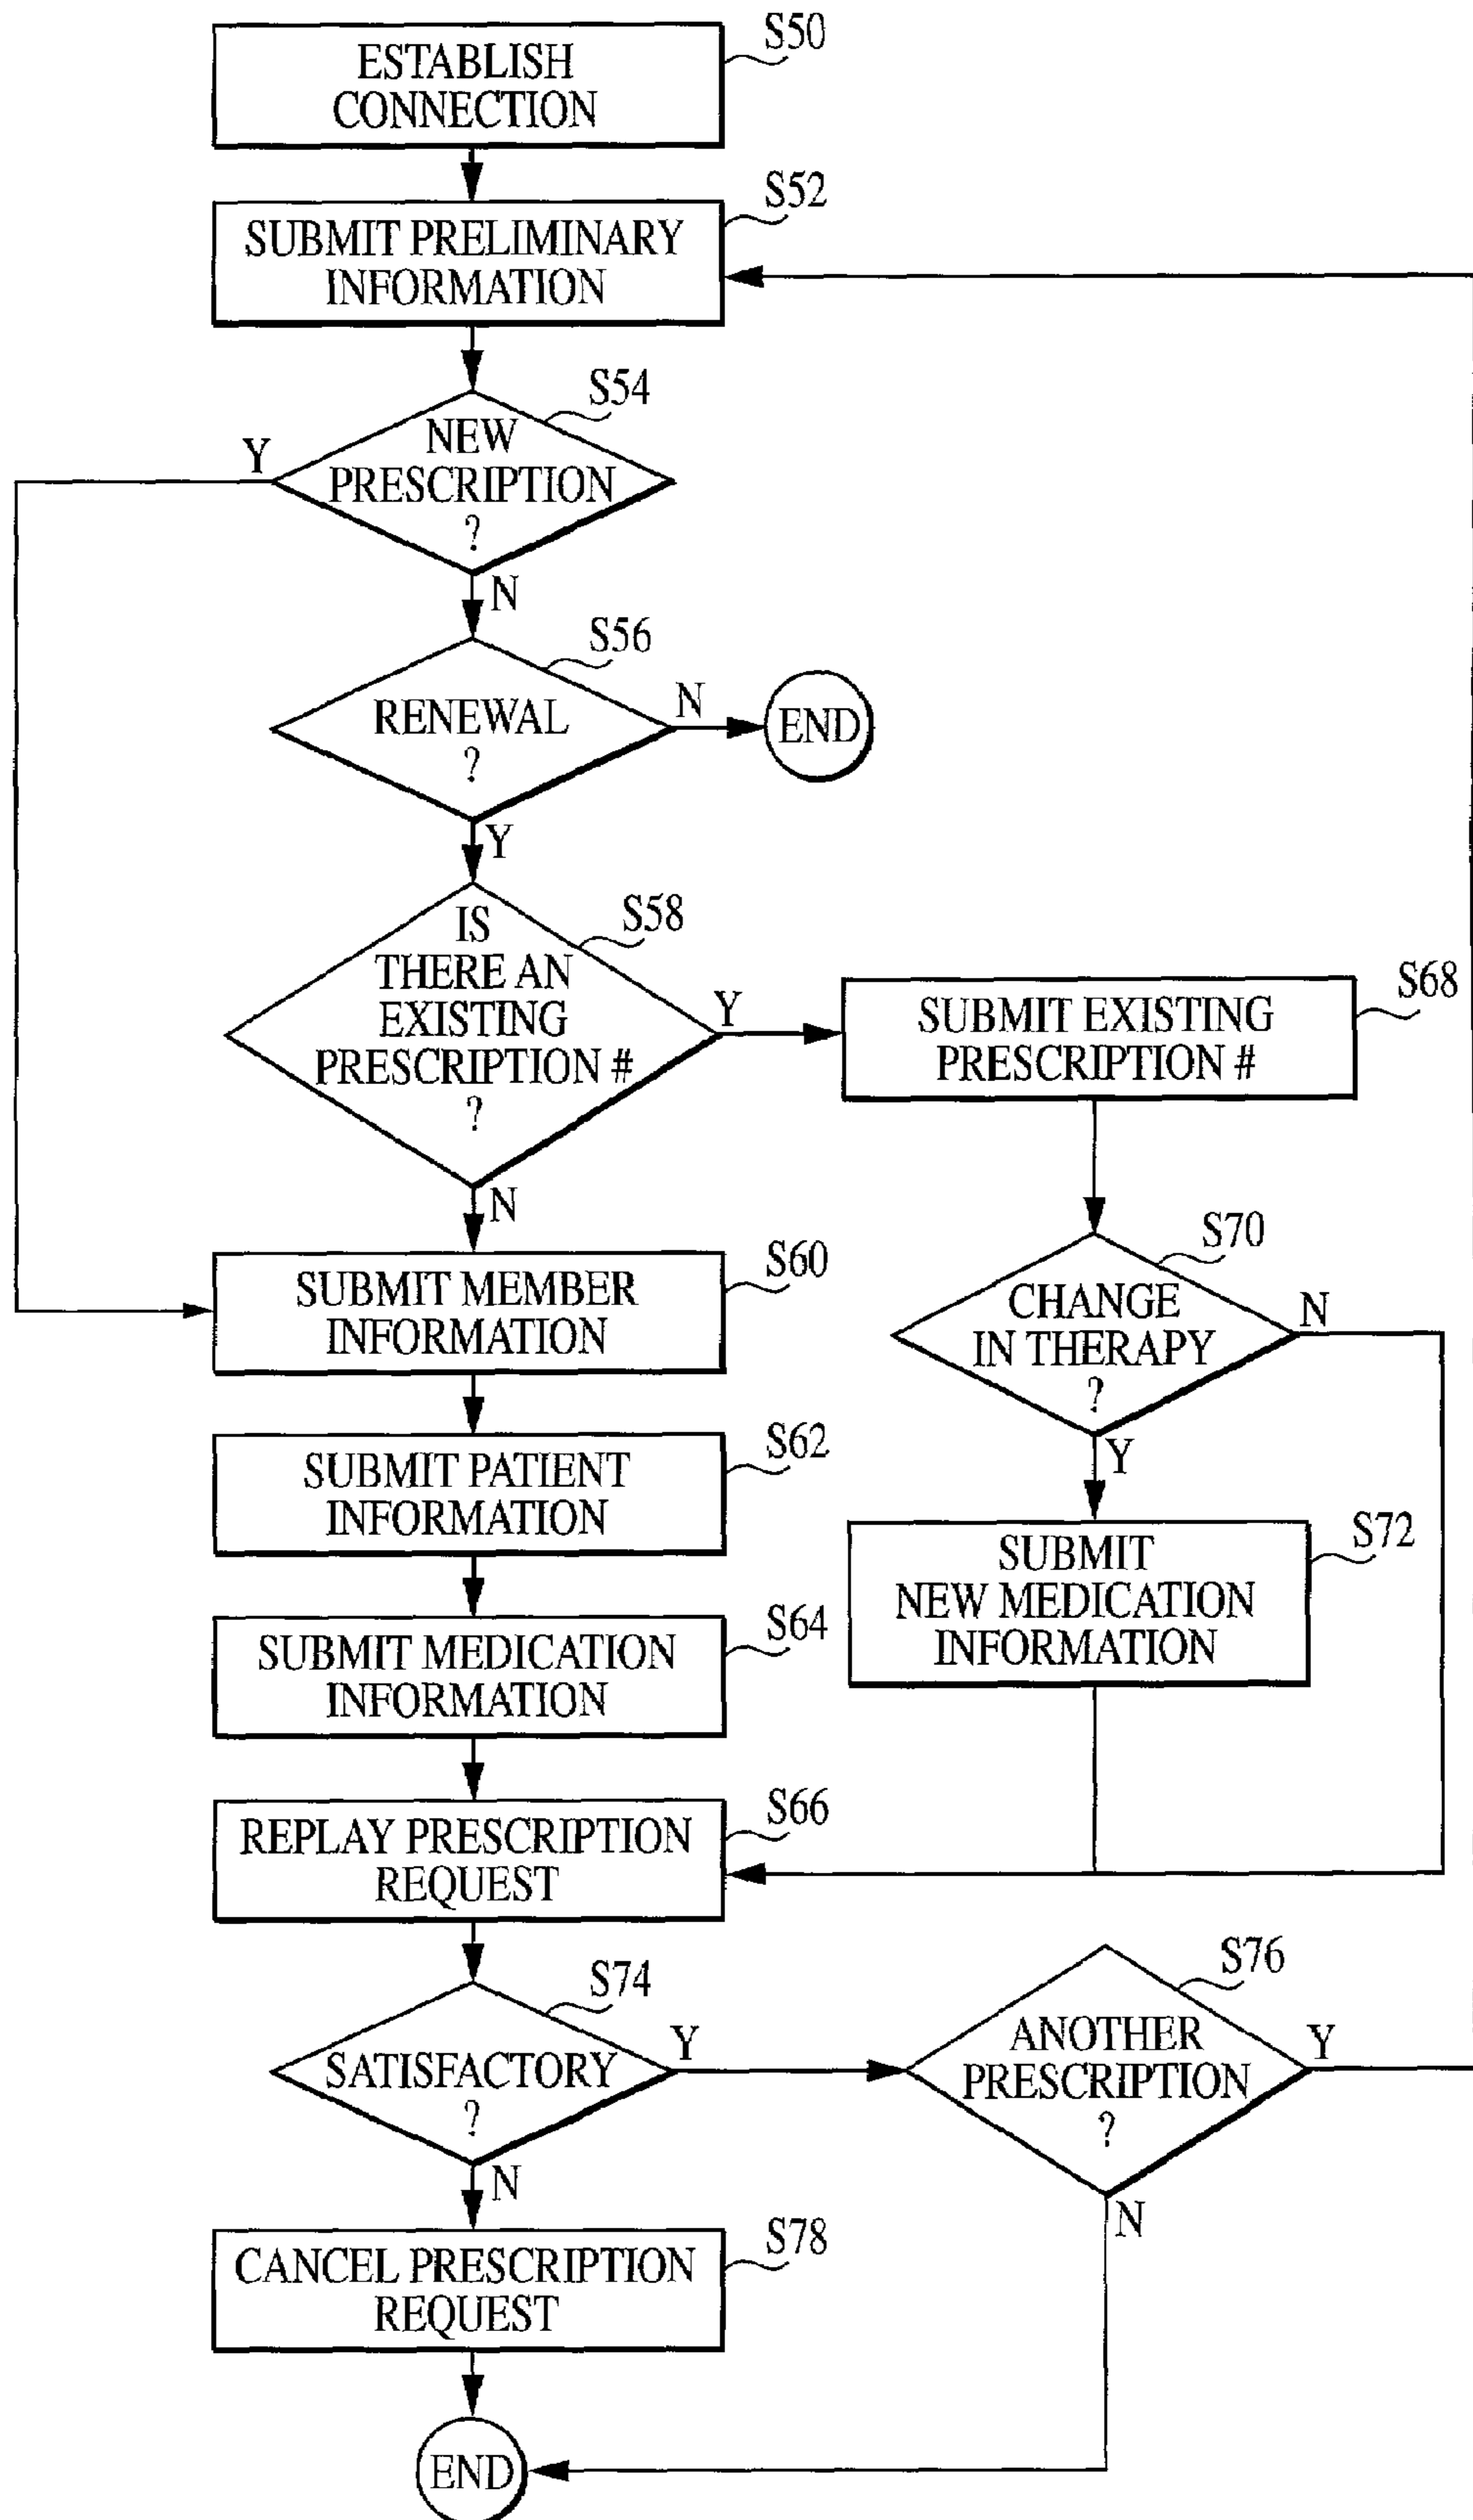 S50
ESTABLISH
CONNECTION
S52
SUBMIT PRELIMINARY
INFORMATION
S54
Y
NEW
PRESCRIPTION
?
N
S56
RENEWAL
?
N
END
Y
S58
IS
THERE AN
EXISTING
PRESCRIPTION #
?
Y
S68
SUBMIT EXISTING
PRESCRIPTION #
N
S60
SUBMIT MEMBER
INFORMATION
S70
CHANGE
IN THERAPY
?
N
Y
S62
SUBMIT PATIENT
INFORMATION
S72
SUBMIT
NEW MEDICATION
INFORMATION
S64
SUBMIT MEDICATION
INFORMATION
S66
REPLAY PRESCRIPTION
REQUEST
S74
SATISFACTORY
?
Y
S76
ANOTHER
PRESCRIPTION
?
Y
N
N
S78
CANCEL PRESCRIPTION
REQUEST
END